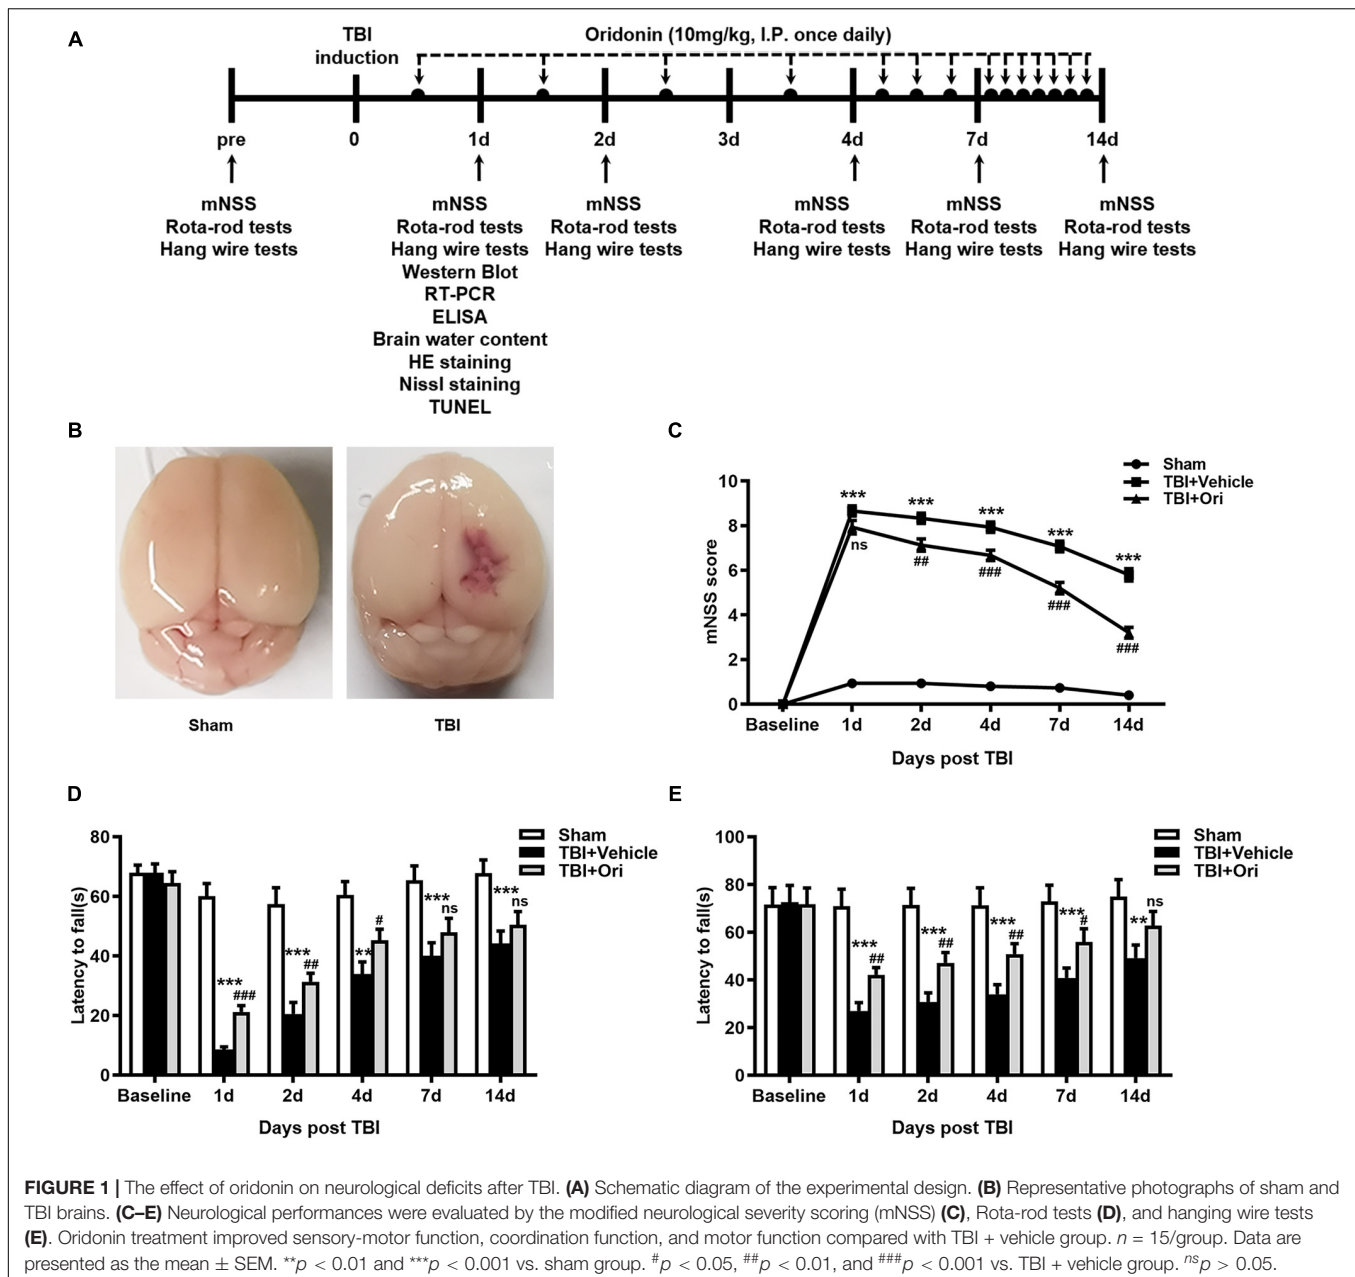 A
TBI
induction
Oridonin (10mg/kg, I.P. once daily)
pre 0 1d 2d 3d 4d 7d 14d
mNSS mNSS mNSS mNSS mNSS mNSS
Rota-rod tests Rota-rod tests Rota-rod tests Rota-rod tests Rota-rod tests Rota-rod tests
Hang wire tests Hang wire tests Hang wire tests Hang wire tests Hang wire tests Hang wire tests
Western Blot
RT-PCR
ELISA
Brain water content
HE staining
Nissl staining
TUNEL
B
Sham TBI
C
Sham
TBI+Vehicle
TBI+Ori
mNSS score
10
8
6
4
2
0
*** *** *** *** ***
ns ## ### ### ###
Baseline 1d 2d 4d 7d 14d
Days post TBI
D
Sham
TBI+Vehicle
TBI+Ori
Latency to fall(s)
80
60
40
20
0
*** *** ** *** ***
### ## # ns ns
Baseline 1d 2d 4d 7d 14d
Days post TBI
E
Sham
TBI+Vehicle
TBI+Ori
Latency to fall(s)
100
80
60
40
20
0
*** *** *** *** **
## ## ## # ns
Baseline 1d 2d 4d 7d 14d
Days post TBI
FIGURE 1 | The effect of oridonin on neurological deficits after TBI. (A) Schematic diagram of the experimental design. (B) Representative photographs of sham and
TBI brains. (C–E) Neurological performances were evaluated by the modified neurological severity scoring (mNSS) (C), Rota-rod tests (D), and hanging wire tests
(E). Oridonin treatment improved sensory-motor function, coordination function, and motor function compared with TBI + vehicle group. n = 15/group. Data are
presented as the mean ± SEM. **p < 0.01 and ***p < 0.001 vs. sham group. #p < 0.05, ##p < 0.01, and ###p < 0.001 vs. TBI + vehicle group. nsp > 0.05.